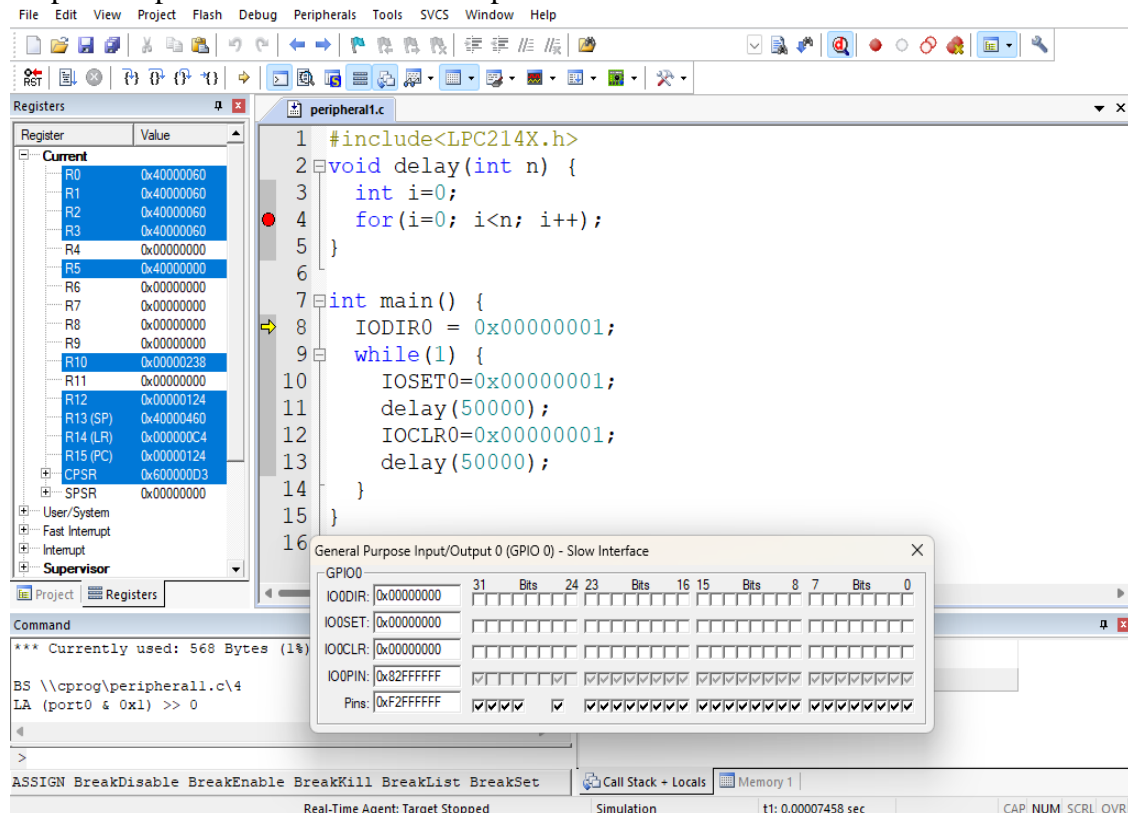 File Edit View Project Flash Debug Peripherals Tools SVCS Window Help
RST
Registers
peripheral1.c
Register Value
Current
R0 0x40000060
R1 0x40000060
R2 0x40000060
R3 0x40000060
R4 0x00000000
R5 0x40000000
R6 0x00000000
R7 0x00000000
R8 0x00000000
R9 0x00000000
R10 0x00000238
R11 0x00000000
R12 0x00000124
R13 (SP) 0x40000460
R14 (LR) 0x000000C4
R15 (PC) 0x00000124
CPSR 0x600000D3
SPSR 0x00000000
User/System
Fast Interrupt
Interrupt
Supervisor
Project Registers
1 #include<LPC214X.h>
2 void delay(int n) {
3 int i=0;
4 for(i=0; i<n; i++);
5 }
6
7 int main() {
8 IODIR0 = 0x00000001;
9 while(1) {
10 IOSET0=0x00000001;
11 delay(50000);
12 IOCLR0=0x00000001;
13 delay(50000);
14 }
15 }
16
General Purpose Input/Output 0 (GPIO 0) - Slow Interface
GPIO0
31 Bits 24 23 Bits 16 15 Bits 8 7 Bits 0
IO0DIR: 0x00000000
IO0SET: 0x00000000
IO0CLR: 0x00000000
IO0PIN: 0x82FFFFFF
Pins: 0xF2FFFFFF
Command
*** Currently used: 568 Bytes (1%)
BS \\cprog\peripheral1.c\4
LA (port0 & 0x1) >> 0
>
ASSIGN BreakDisable BreakEnable BreakKill BreakList BreakSet
Call Stack + Locals Memory 1
Real-Time Agent: Target Stopped Simulation t1: 0.00007458 sec CAP NUM SCRL OVR